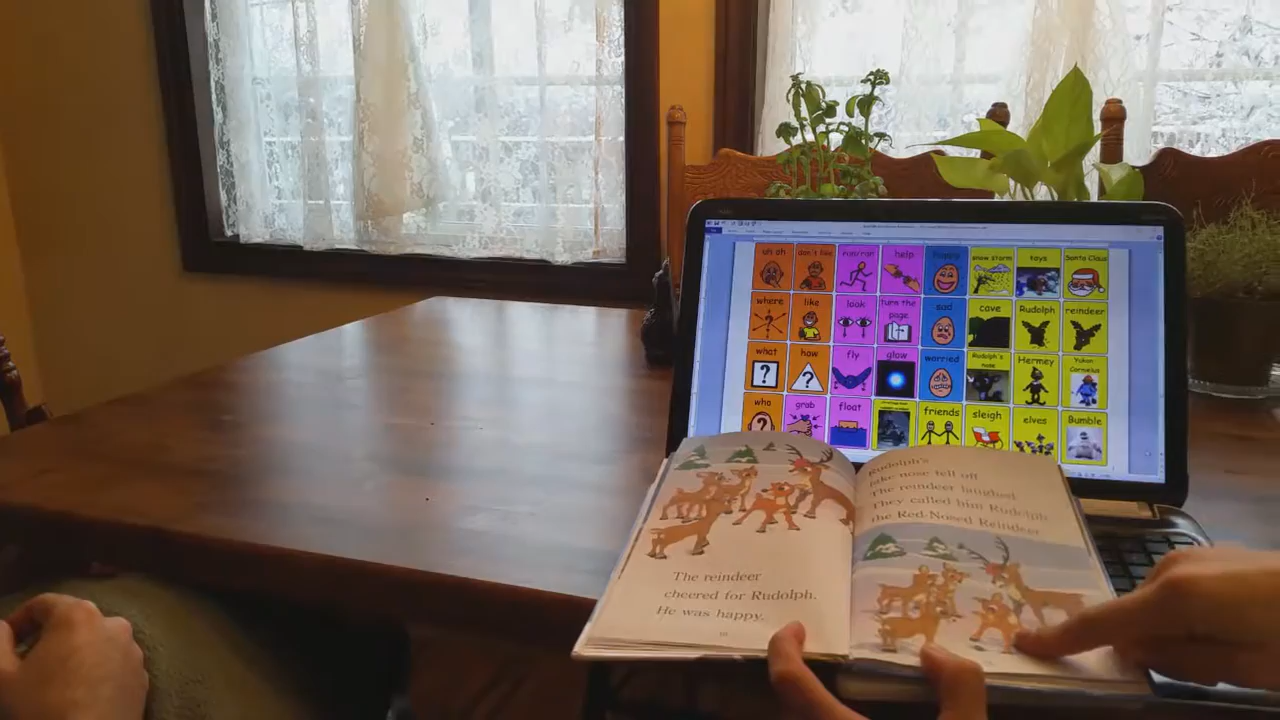 uh oh don't like run/ran help happy snow storm toys Santa Claus
where like look turn the page sad cave Rudolph reindeer
what how fly glow worried Rudolph's nose Hermey Yukon Cornelius
who grab float friends sleigh elves Bumble
The reindeer
cheered for Rudolph.
He was happy.
10
Rudolph's
fake nose fell off.
The reindeer laughed.
They called him Rudolph
the Red-Nosed Reindeer